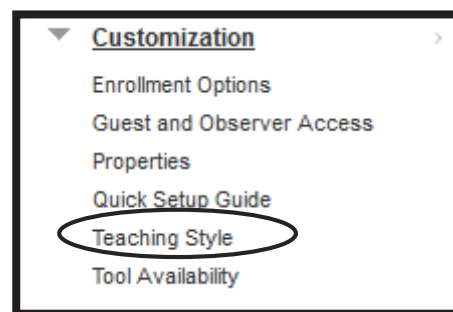 Customization
Enrollment Options
Guest and Observer Access
Properties
Quick Setup Guide
Teaching Style
Tool Availability